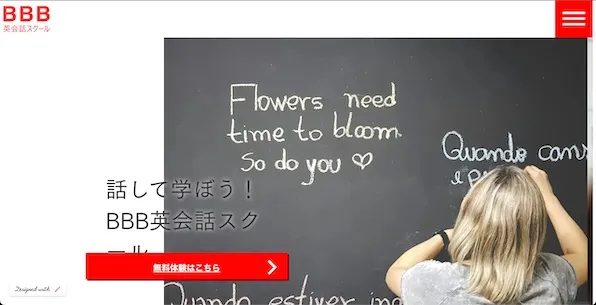 BBB
英会話スクール
Flowers need
time to bloom.
So do you ♡
Quando cons
話して学ぼう！
BBB英会話スク
ール
無料体験はこちら
Quando estiver
Designed with